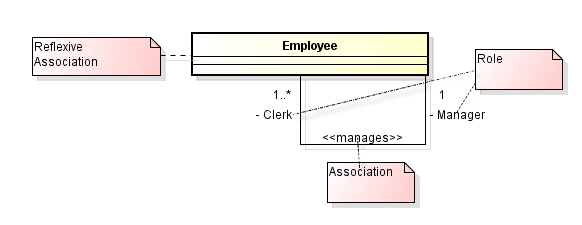 Reflexive
Association
Employee
Role
1..*
1
- Clerk
- Manager
<<manages>>
Association